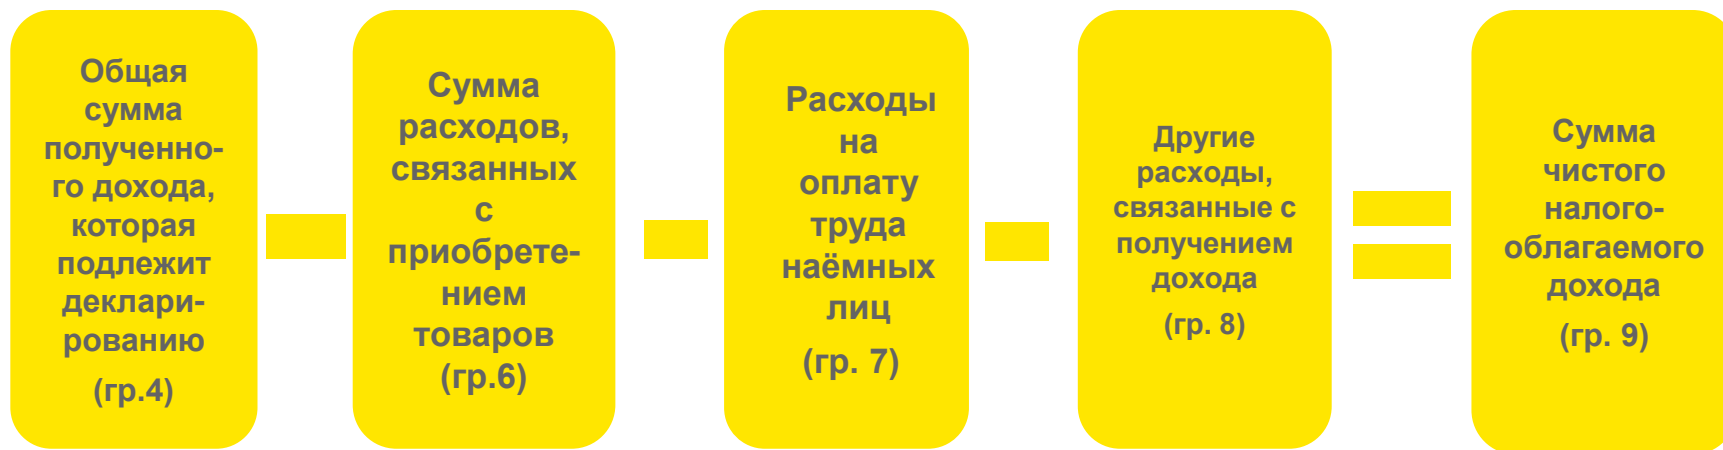 Общая
сумма
полученно-
го дохода,
которая
подлежит
деклари-
рованию
(гр.4)
Сумма
расходов,
связанных
с
приобрете-
нием
товаров
(гр.6)
Расходы
на
оплату
труда
наёмных
лиц
(гр. 7)
Другие
расходы,
связанные с
получением
дохода
(гр. 8)
Сумма
чистого
налого-
облагаемого
дохода
(гр. 9)